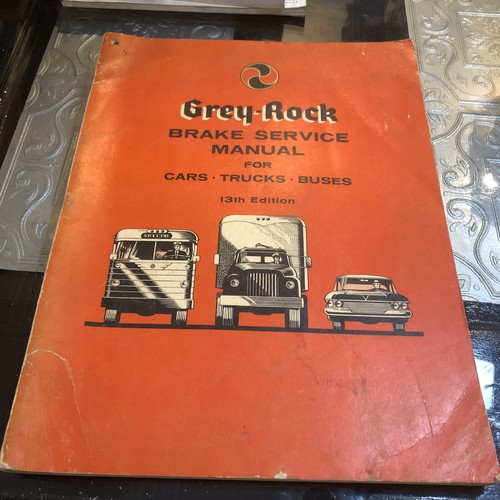 Grey-Rock
BRAKE SERVICE
MANUAL
FOR
CARS · TRUCKS · BUSES
13th Edition
SPECIAL